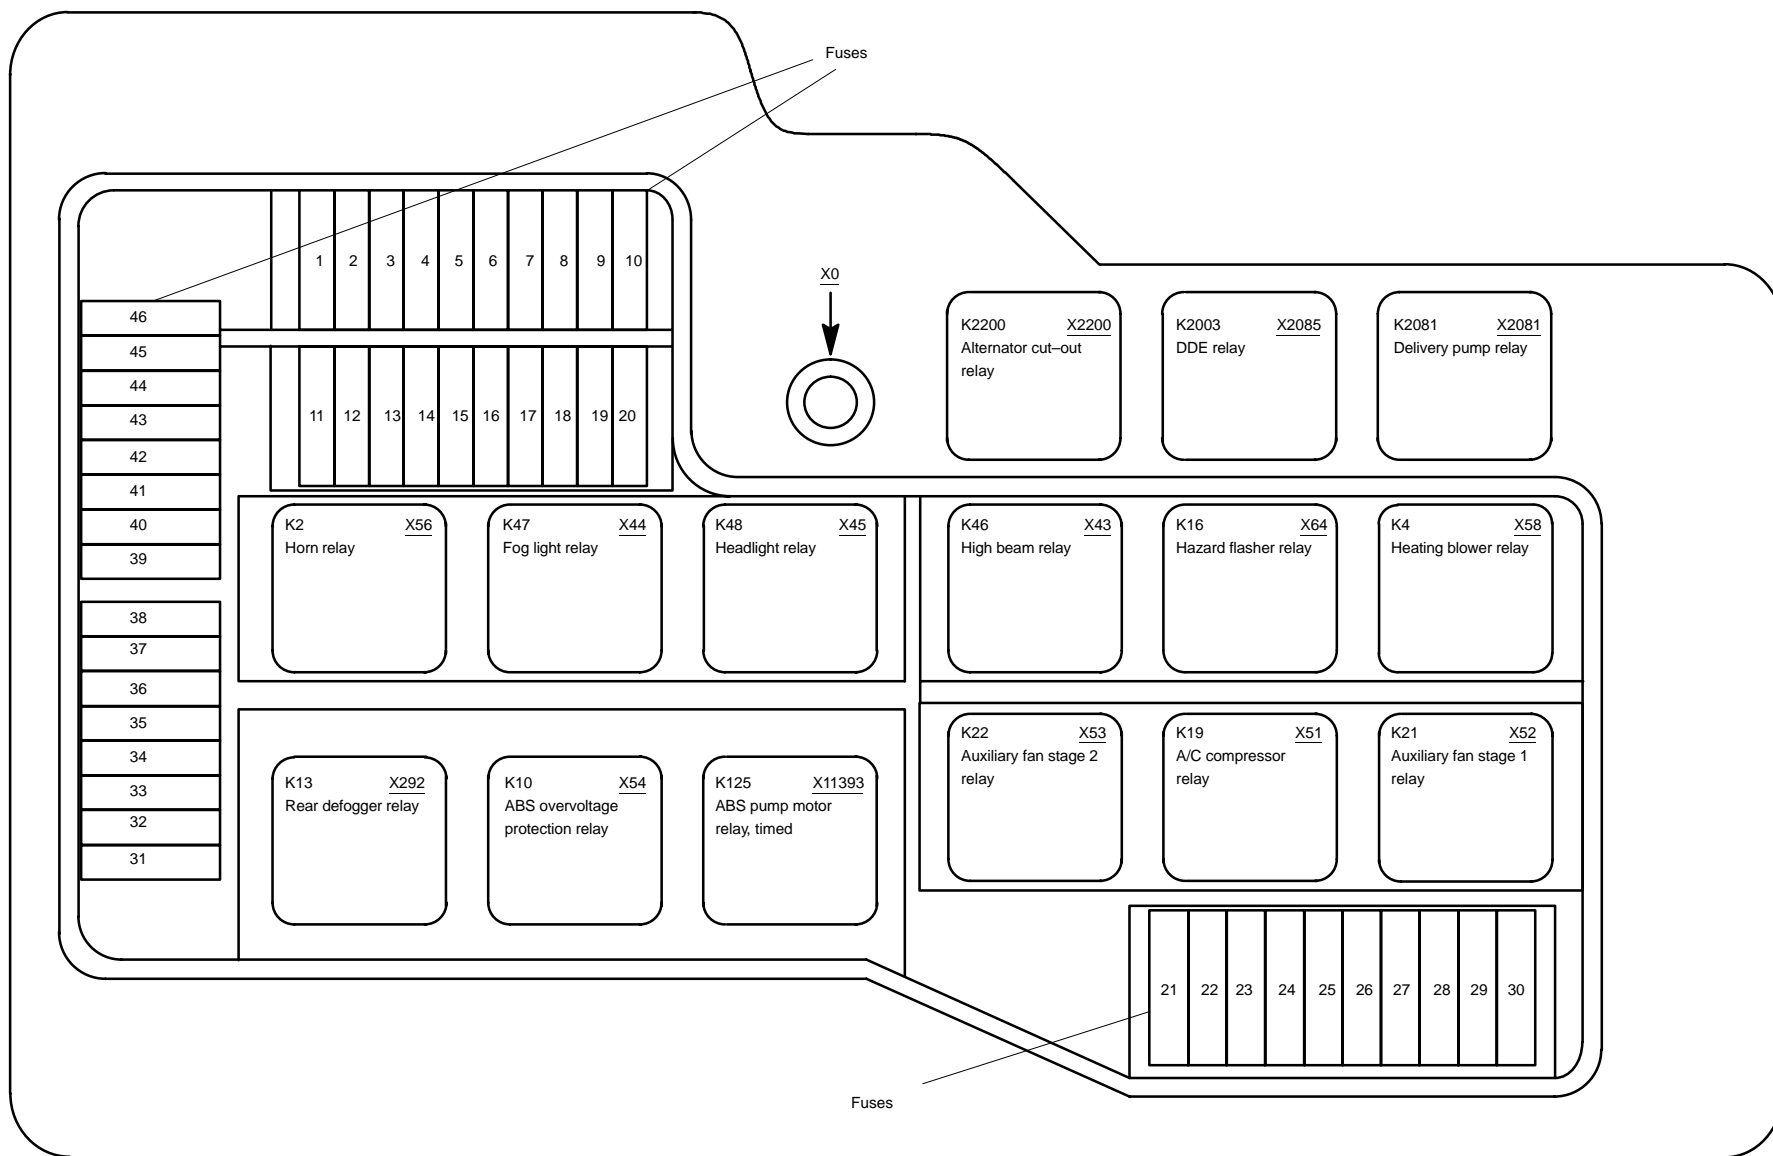 Fuses
1 2 3 4 5 6 7 8 9 10
X0
46
45
44
43
42
41
40
39
11 12 13 14 15 16 17 18 19 20
K2200 X2200
Alternator cut–out
relay
K2003 X2085
DDE relay
K2081 X2081
Delivery pump relay
K2 X56
Horn relay
K47 X44
Fog light relay
K48 X45
Headlight relay
K46 X43
High beam relay
K16 X64
Hazard flasher relay
K4 X58
Heating blower relay
38
37
36
35
34
33
32
31
K13 X292
Rear defogger relay
K10 X54
ABS overvoltage
protection relay
K125 X11393
ABS pump motor
relay, timed
K22 X53
Auxiliary fan stage 2
relay
K19 X51
A/C compressor
relay
K21 X52
Auxiliary fan stage 1
relay
21 22 23 24 25 26 27 28 29 30
Fuses